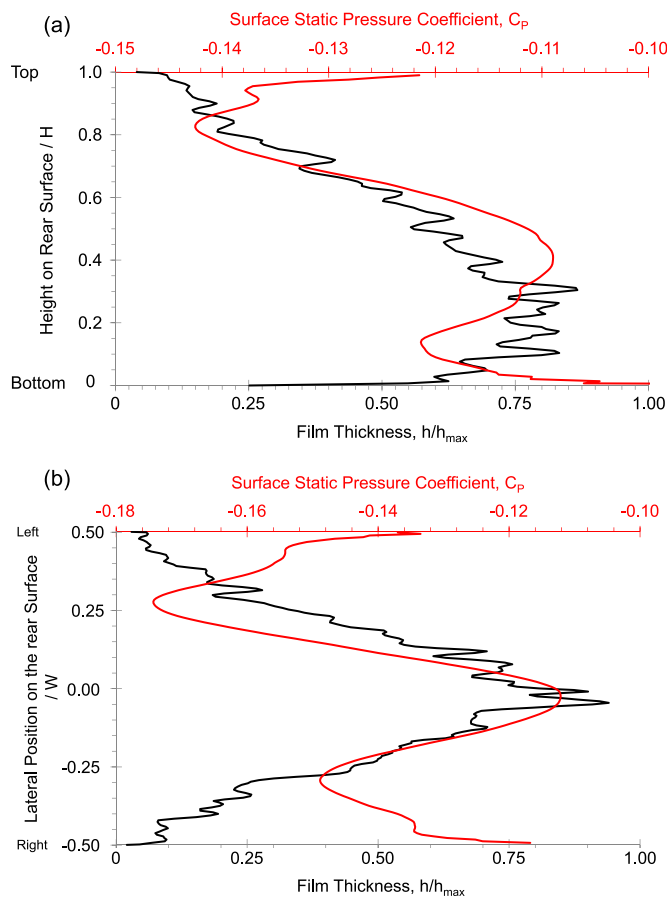 (a)
Surface Static Pressure Coefficient, C_P
-0.15 -0.14 -0.13 -0.12 -0.11 -0.10
Top 1.0
0.8
0.6
0.4
0.2
Bottom 0
Height on Rear Surface / H
0 0.25 0.50 0.75 1.00
Film Thickness, h/h_max
(b)
Surface Static Pressure Coefficient, C_P
-0.18 -0.16 -0.14 -0.12 -0.10
Left 0.50
0.25
0.00
-0.25
Right -0.50
Lateral Position on the rear Surface
/ W
0 0.25 0.50 0.75 1.00
Film Thickness, h/h_max